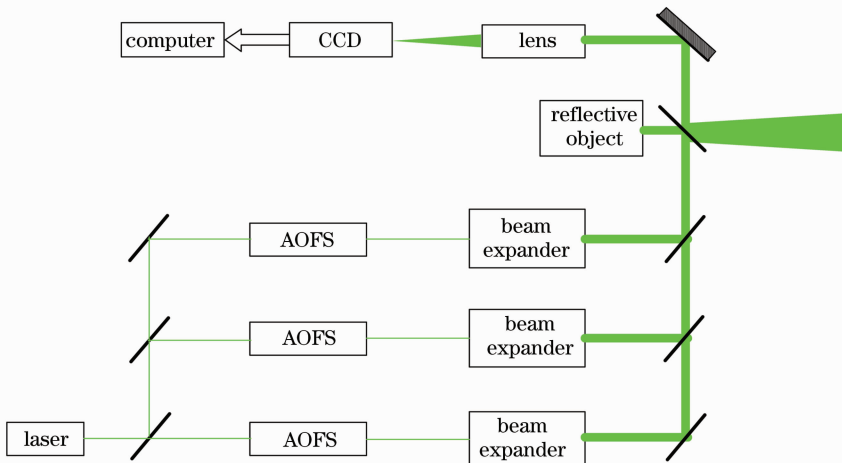 computer
CCD
lens
reflective
object
AOFS
beam
expander
AOFS
beam
expander
laser
AOFS
beam
expander